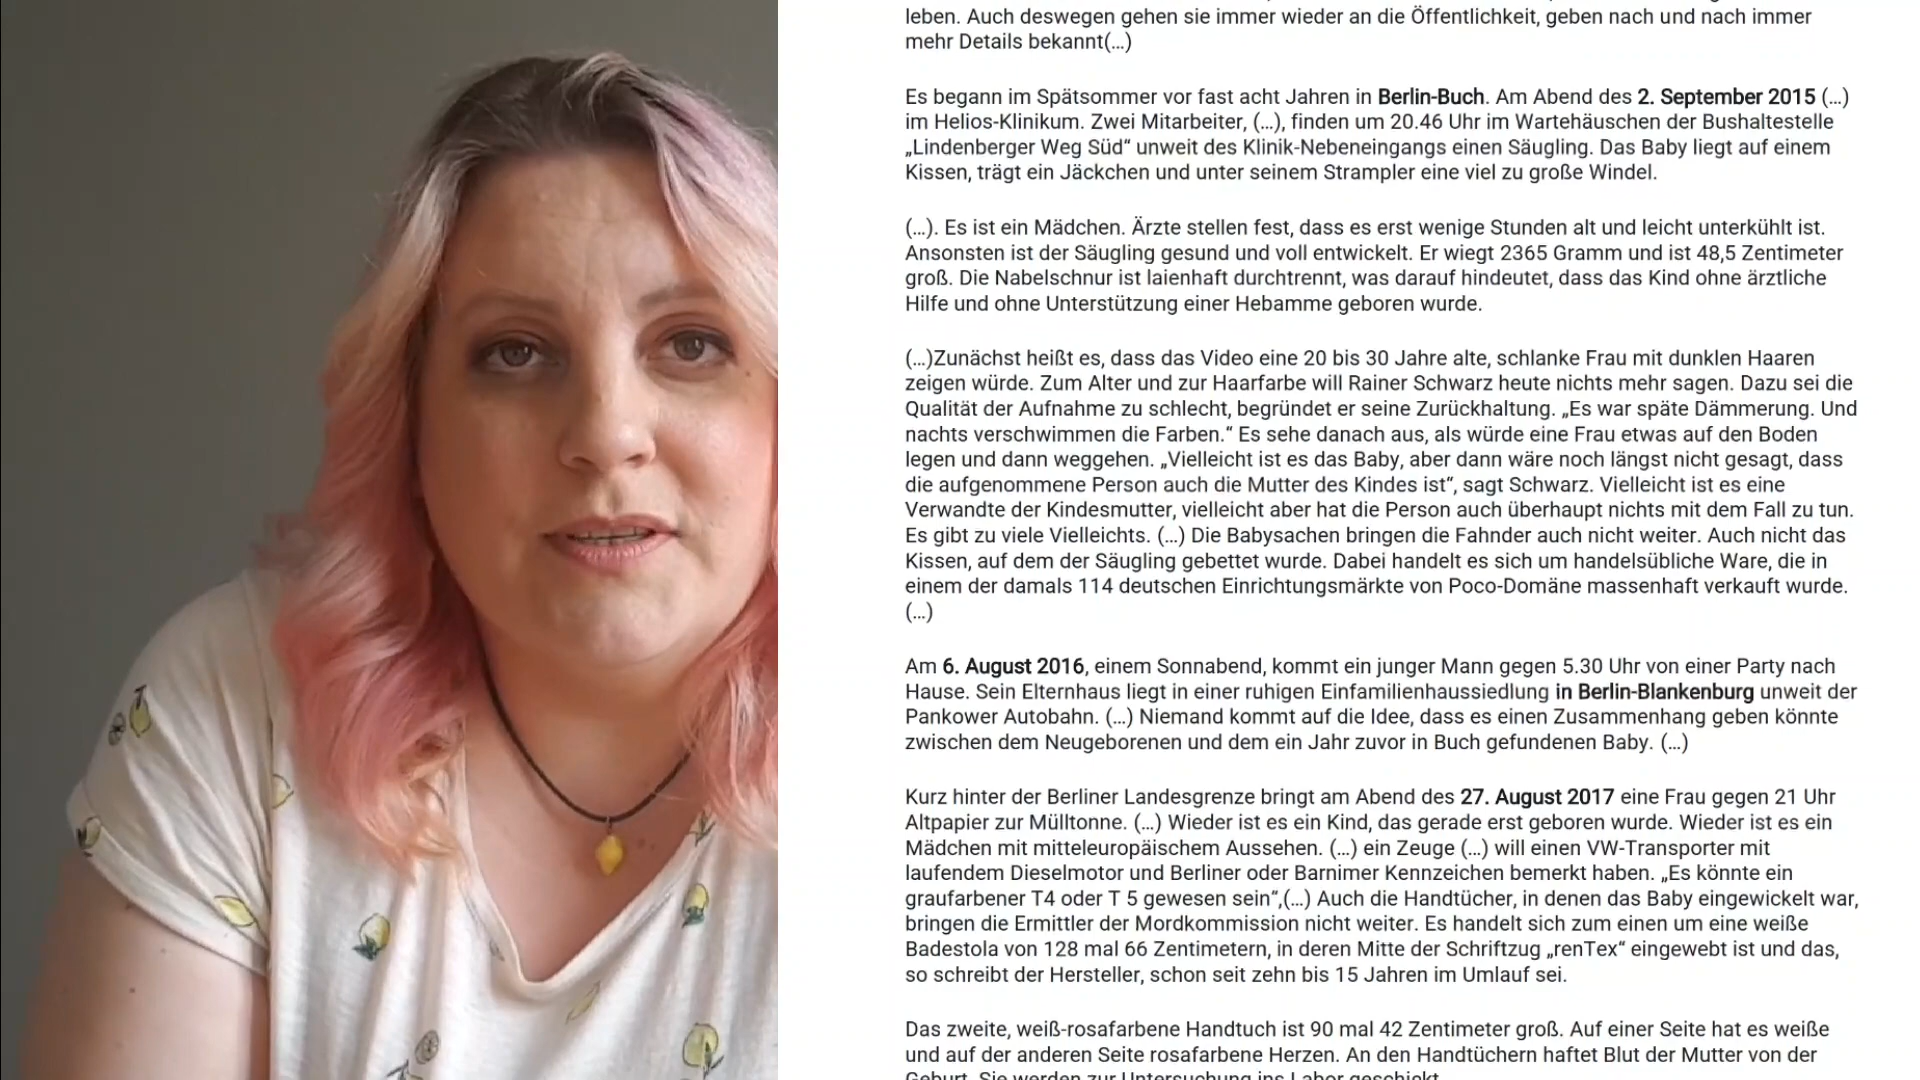 leben. Auch deswegen gehen sie immer wieder an die Öffentlichkeit, geben nach und nach immer
mehr Details bekannt(…)
Es begann im Spätsommer vor fast acht Jahren in Berlin-Buch. Am Abend des 2. September 2015 (…)
im Helios-Klinikum. Zwei Mitarbeiter, (…), finden um 20.46 Uhr im Wartehäuschen der Bushaltestelle
„Lindenberger Weg Süd“ unweit des Klinik-Nebeneingangs einen Säugling. Das Baby liegt auf einem
Kissen, trägt ein Jäckchen und unter seinem Strampler eine viel zu große Windel.
(…). Es ist ein Mädchen. Ärzte stellen fest, dass es erst wenige Stunden alt und leicht unterkühlt ist.
Ansonsten ist der Säugling gesund und voll entwickelt. Er wiegt 2365 Gramm und ist 48,5 Zentimeter
groß. Die Nabelschnur ist laienhaft durchtrennt, was darauf hindeutet, dass das Kind ohne ärztliche
Hilfe und ohne Unterstützung einer Hebamme geboren wurde.
(…)Zunächst heißt es, dass das Video eine 20 bis 30 Jahre alte, schlanke Frau mit dunklen Haaren
zeigen würde. Zum Alter und zur Haarfarbe will Rainer Schwarz heute nichts mehr sagen. Dazu sei die
Qualität der Aufnahme zu schlecht, begründet er seine Zurückhaltung. „Es war späte Dämmerung. Und
nachts verschwimmen die Farben.“ Es sehe danach aus, als würde eine Frau etwas auf den Boden
legen und dann weggehen. „Vielleicht ist es das Baby, aber dann wäre noch längst nicht gesagt, dass
die aufgenommene Person auch die Mutter des Kindes ist“, sagt Schwarz. Vielleicht ist es eine
Verwandte der Kindesmutter, vielleicht aber hat die Person auch überhaupt nichts mit dem Fall zu tun.
Es gibt zu viele Vielleichts. (…) Die Babysachen bringen die Fahnder auch nicht weiter. Auch nicht das
Kissen, auf dem der Säugling gebettet wurde. Dabei handelt es sich um handelsübliche Ware, die in
einem der damals 114 deutschen Einrichtungsmärkte von Poco-Domäne massenhaft verkauft wurde.
(…)
Am 6. August 2016, einem Sonnabend, kommt ein junger Mann gegen 5.30 Uhr von einer Party nach
Hause. Sein Elternhaus liegt in einer ruhigen Einfamilienhaussiedlung in Berlin-Blankenburg unweit der
Pankower Autobahn. (…) Niemand kommt auf die Idee, dass es einen Zusammenhang geben könnte
zwischen dem Neugeborenen und dem ein Jahr zuvor in Buch gefundenen Baby. (…)
Kurz hinter der Berliner Landesgrenze bringt am Abend des 27. August 2017 eine Frau gegen 21 Uhr
Altpapier zur Mülltonne. (…) Wieder ist es ein Kind, das gerade erst geboren wurde. Wieder ist es ein
Mädchen mit mitteleuropäischem Aussehen. (…) ein Zeuge (…) will einen VW-Transporter mit
laufendem Dieselmotor und Berliner oder Barnimer Kennzeichen bemerkt haben. „Es könnte ein
graufarbener T4 oder T 5 gewesen sein“,(…) Auch die Handtücher, in denen das Baby eingewickelt war,
bringen die Ermittler der Mordkommission nicht weiter. Es handelt sich zum einen um eine weiße
Badestola von 128 mal 66 Zentimetern, in deren Mitte der Schriftzug „renTex“ eingewebt ist und das,
so schreibt der Hersteller, schon seit zehn bis 15 Jahren im Umlauf sei.
Das zweite, weiß-rosafarbene Handtuch ist 90 mal 42 Zentimeter groß. Auf einer Seite hat es weiße
und auf der anderen Seite rosafarbene Herzen. An den Handtüchern haftet Blut der Mutter von der
Geburt. Sie werden zur Untersuchung ins Labor geschickt.